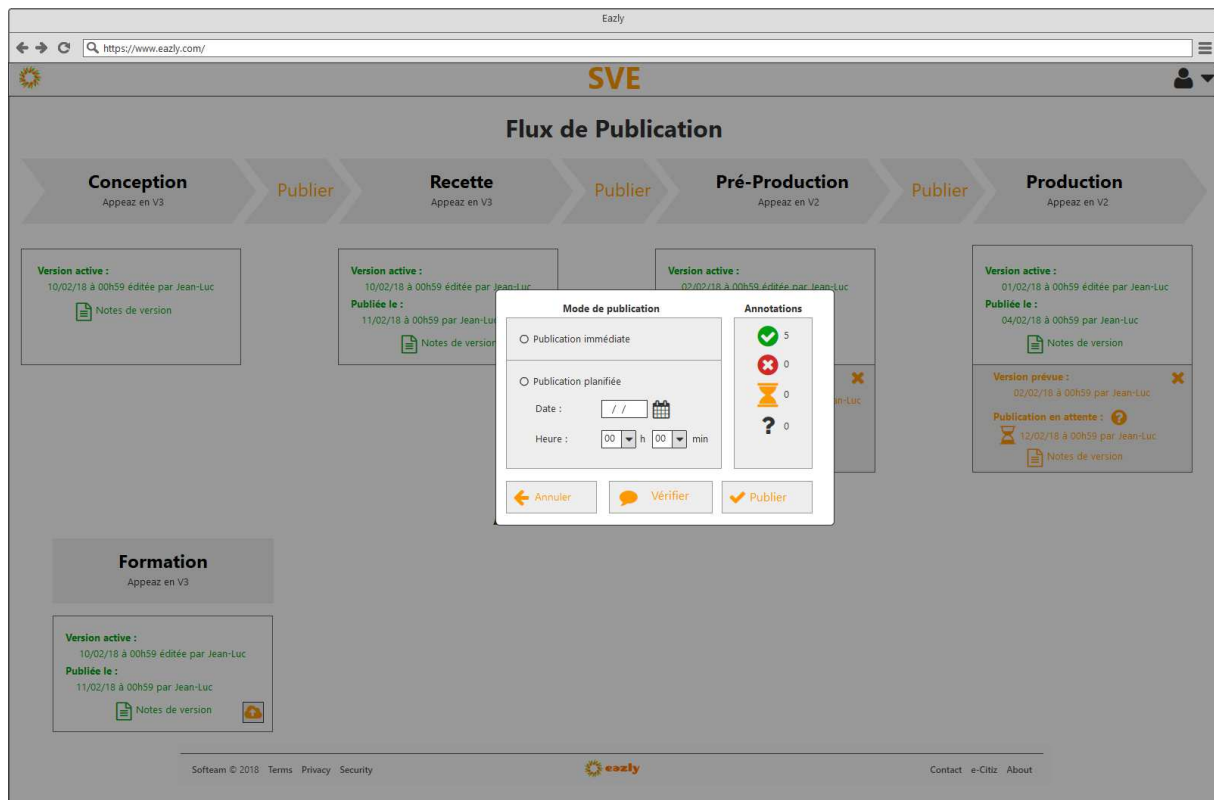 Eazly
https://www.eazly.com/
SVE
Flux de Publication
Conception
Appeaz en V3
Publier
Recette
Appeaz en V3
Publier
Pré-Production
Appeaz en V2
Publier
Production
Appeaz en V2
Version active :
10/02/18 à 00h59 éditée par Jean-Luc
Notes de version
Version active :
10/02/18 à 00h59 éditée par Jean-Luc
Publiée le :
11/02/18 à 00h59 par Jean-Lu
Notes de version
Version active :
02/02/18 à 00h59 éditée par Jean-Luc
an-Luc
Version active :
01/02/18 à 00h59 éditée par Jean-Luc
Publiée le :
04/02/18 à 00h59 par Jean-Luc
Notes de version
Version prévue :
02/02/18 à 00h59 par Jean-Luc
Publication en attente :
12/02/18 à 00h59 par Jean-Luc
Notes de version
Mode de publication
Publication immédiate
Publication planifiée
Date : / /
Heure : 00 h 00 min
Annotations
5
0
0
? 0
Annuler
Vérifier
Publier
Formation
Appeaz en V3
Version active :
10/02/18 à 00h59 éditée par Jean-Luc
Publiée le :
11/02/18 à 00h59 par Jean-Luc
Notes de version
Softeam © 2018 Terms Privacy Security
eazly
Contact e-Citiz About